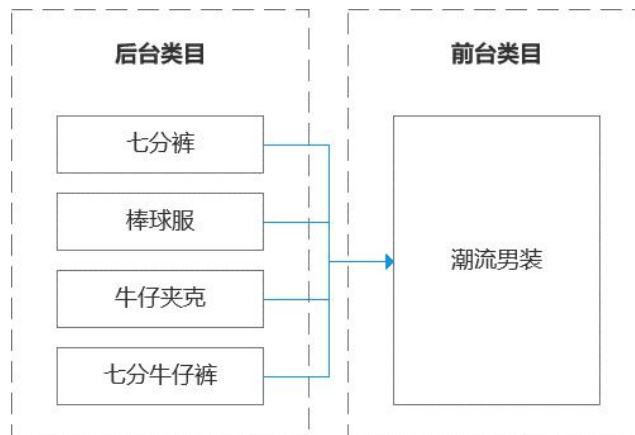 后台类目
前台类目
七分裤
棒球服
牛仔夹克
七分牛仔裤
潮流男装